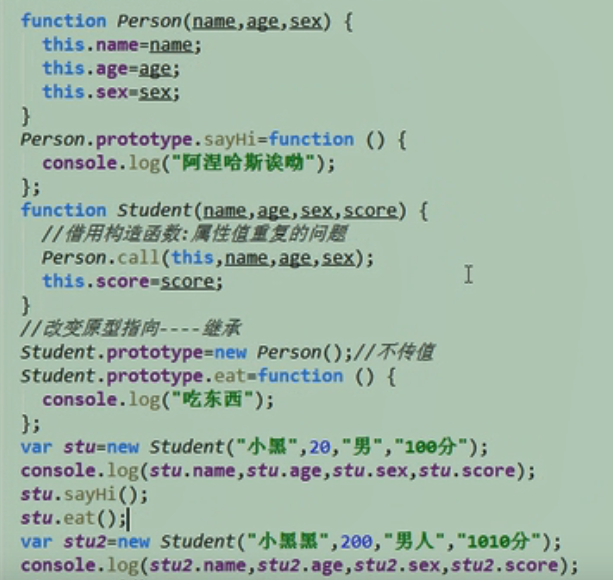 function Person(name,age,sex) {
  this.name=name;
  this.age=age;
  this.sex=sex;
}
Person.prototype.sayHi=function () {
  console.log("阿涅哈斯诶呦");
};
function Student(name,age,sex,score) {
  //借用构造函数:属性值重复的问题
  Person.call(this,name,age,sex);
  this.score=score;
}
//改变原型指向----继承
Student.prototype=new Person();//不传值
Student.prototype.eat=function () {
  console.log("吃东西");
};
var stu=new Student("小黑",20,"男","100分");
console.log(stu.name,stu.age,stu.sex,stu.score);
stu.sayHi();
stu.eat();
var stu2=new Student("小黑黑",200,"男人","1010分");
console.log(stu2.name,stu2.age,stu2.sex,stu2.score);